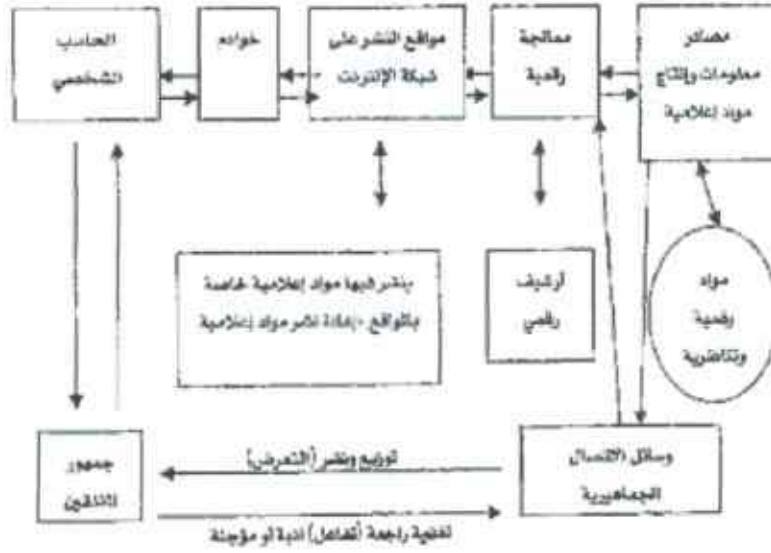 مصادر
معلومات وإنتاج
مواد إعلامية
معالجة
رقمية
مواقع النشر على
شبكة الإنترنت
خوادم
الحاسب
الشخصي
مواد
رقمية
وتناظرية
أرشيف
رقمي
ينشر فيها مواد إعلامية خاصة
بالمواقع +إعادة نشر مواد إعلامية
وسائل الاتصال
الجماهيرية
توزيع ونشر (التعرض)
تغذية راجعة (تفاعل) آنية أو مؤجلة
جمهور
المتلقين